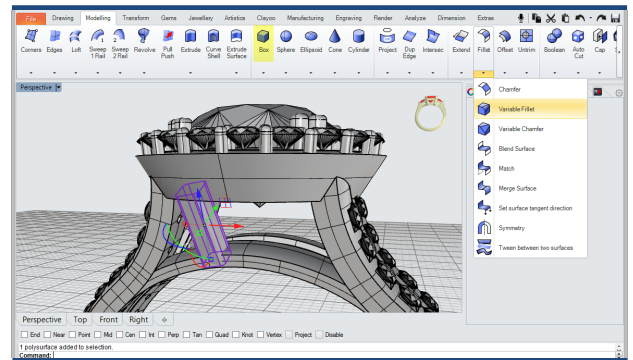 File Drawing Modelling Transform Gems Jewellery Artistics Clayoo Manufacturing Engraving Render Analyze Dimension Extras
Corners Edges Loft Sweep 1 Rail Sweep 2 Rail Revolve Pull Push Extrude Curve Shell Extrude Surface Box Sphere Ellipsoid Cone Cylinder Project Dup Edge Intersec Extend Fillet Offset Untrim Boolean Auto Cut Cap
Perspective
Chamfer
Variable Fillet
Variable Chamfer
Blend Surface
Match
Merge Surface
Set surface tangent direction
Symmetry
Tween between two surfaces
Perspective Top Front Right
End Near Point Mid Cen Int Perp Tan Quad Knot Vertex Project Disable
1 polysurface added to selection.
Command: